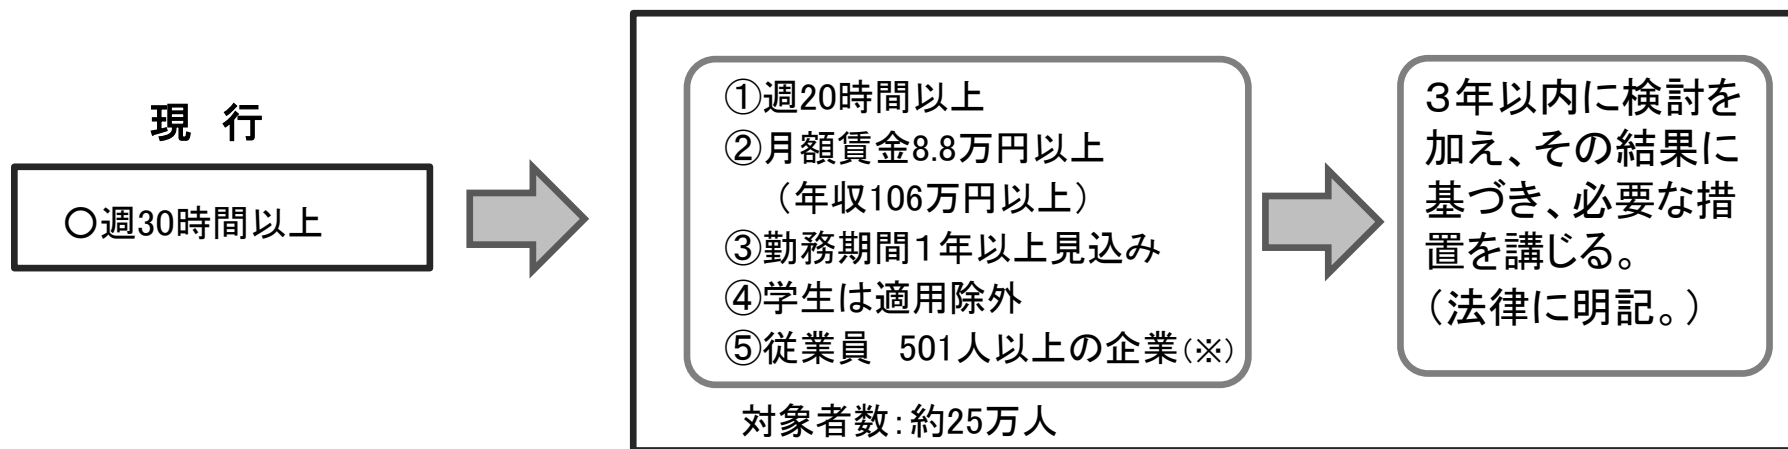 現 行
○週30時間以上
①週20時間以上
②月額賃金8.8万円以上
（年収106万円以上）
③勤務期間１年以上見込み
④学生は適用除外
⑤従業員 501人以上の企業(※)
対象者数：約25万人
３年以内に検討を
加え、その結果に
基づき、必要な措
置を講じる。
（法律に明記。）